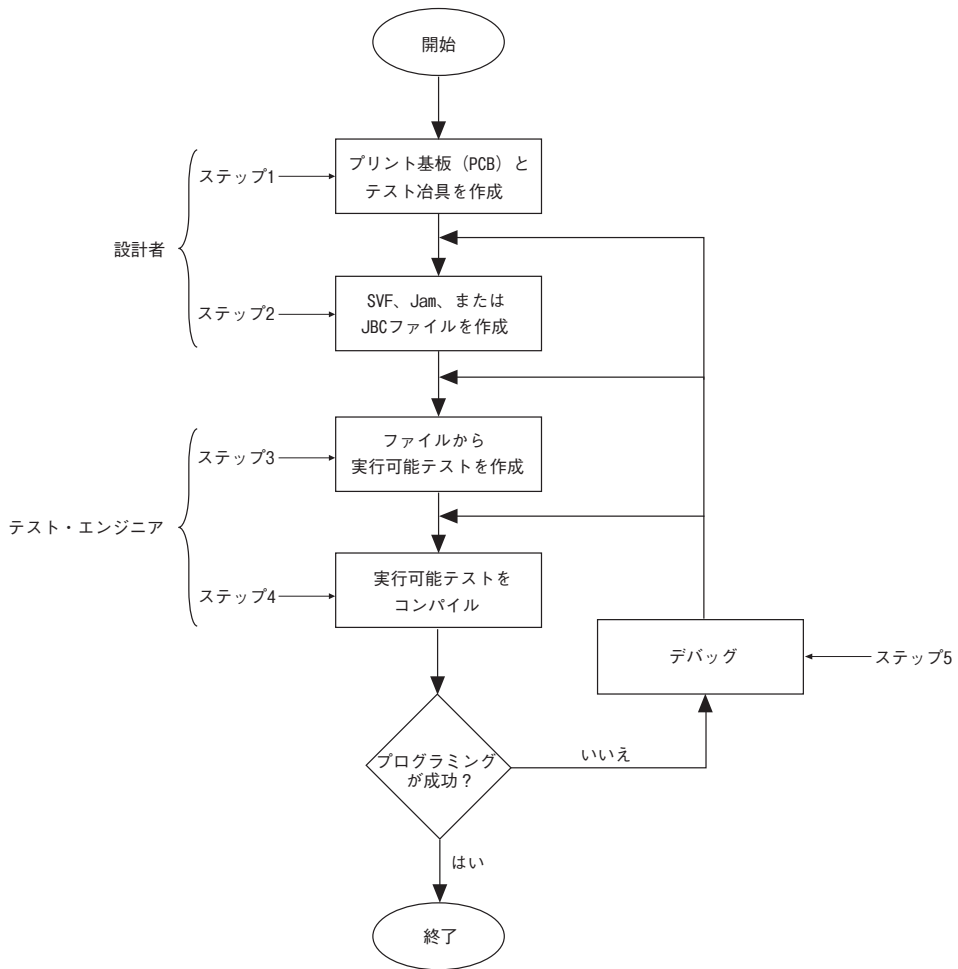 開始
プリント基板（PCB）と
テスト冶具を作成
ステップ1
設計者
SVF、Jam、または
JBCファイルを作成
ステップ2
ファイルから
実行可能テストを作成
ステップ3
テスト・エンジニア
実行可能テストを
コンパイル
ステップ4
デバッグ
ステップ5
プログラミング
が成功？
いいえ
はい
終了